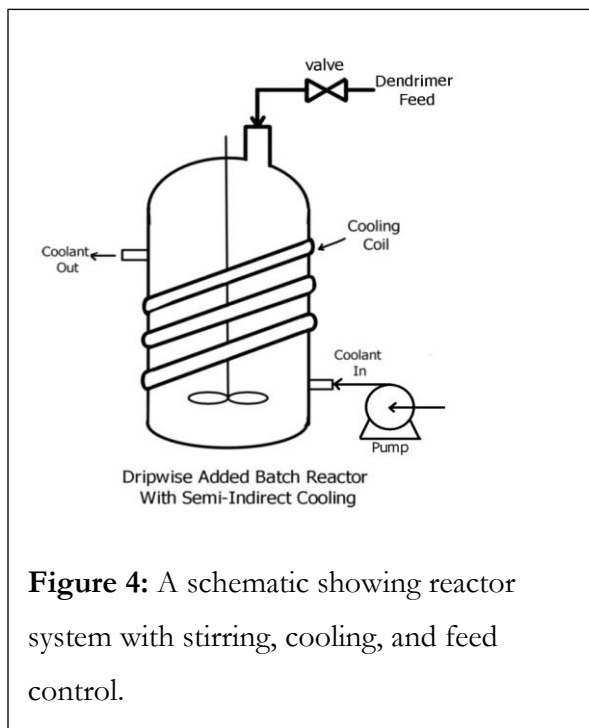 valve
Dendrimer
Feed
Cooling
Coil
Coolant
Out
Coolant
In
Pump
Dripwise Added Batch Reactor
With Semi-Indirect Cooling
Figure 4: A schematic showing reactor
system with stirring, cooling, and feed
control.